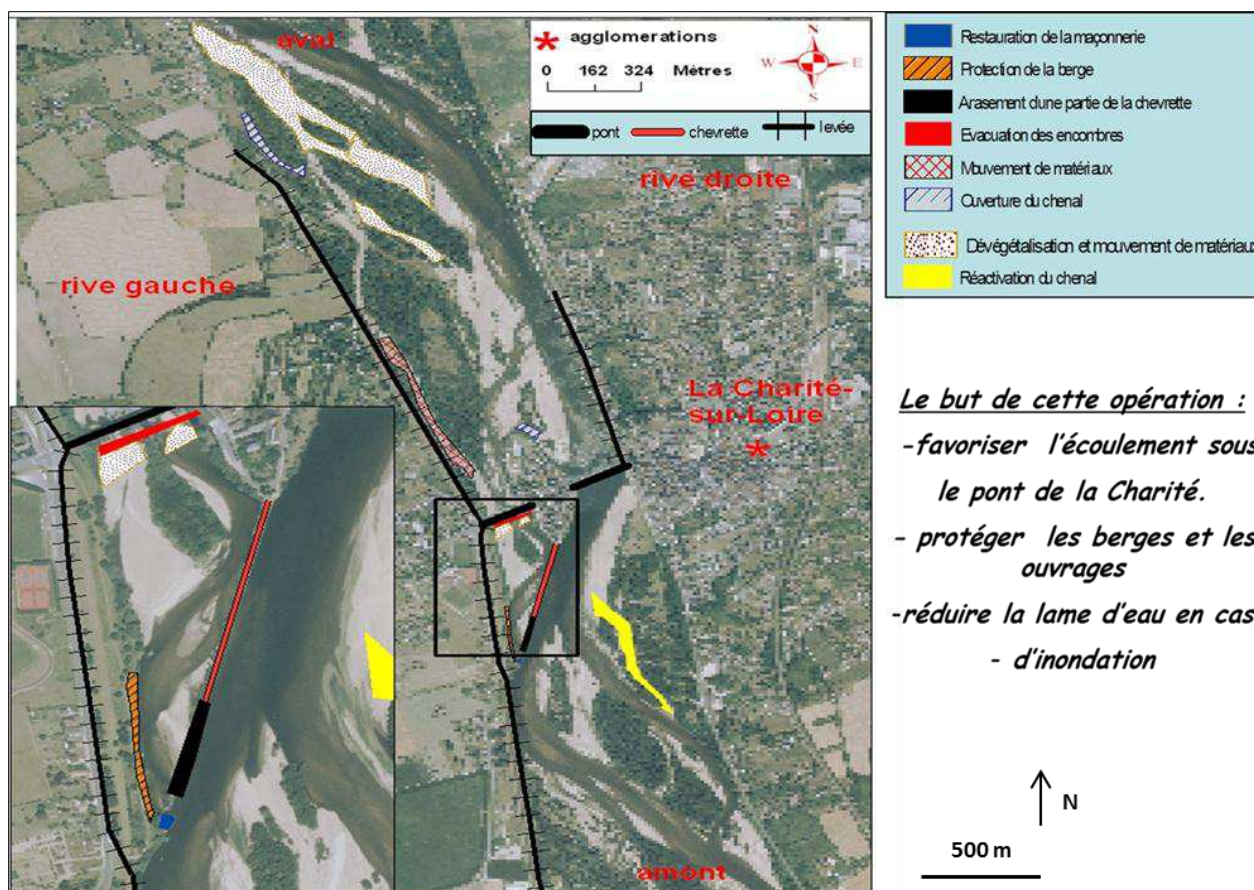 aval
agglomerations
0 162 324 Mètres
N
W E
S
pont chevrette levée
rive droite
rive gauche
La Charité-
sur-Loire
amont
Restauration de la maçonnerie
Protection de la berge
Arasement dune partie de la chevrette
Evacuation des encombres
Mouvement de matériaux
Ouverture du chenal
Dévégétalisation et mouvement de matériaux
Réactivation du chenal
Le but de cette opération :
-favoriser l'écoulement sous
le pont de la Charité.
- protéger les berges et les
ouvrages
-réduire la lame d'eau en cas
- d'inondation
N
500 m